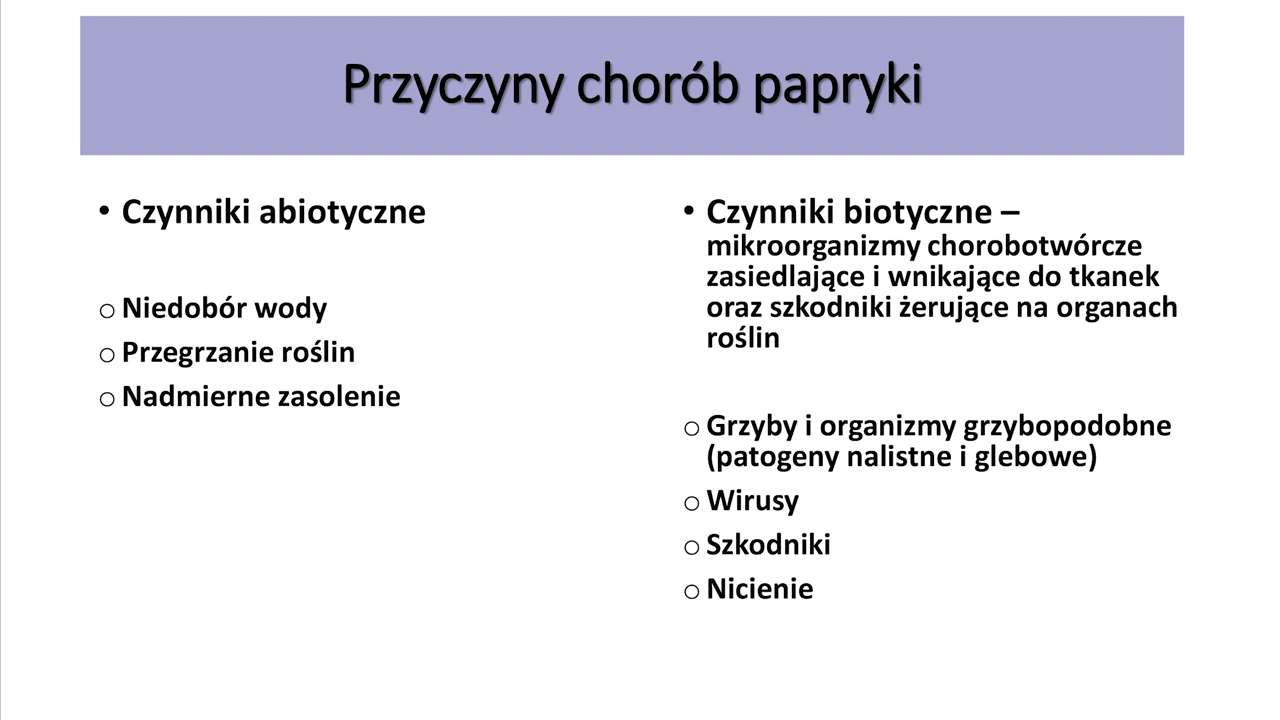 Przyczyny chorób papryki
• Czynniki abiotyczne
○ Niedobór wody
○ Przegrzanie roślin
○ Nadmierne zasolenie
• Czynniki biotyczne –
mikroorganizmy chorobotwórcze
zasiedlające i wnikające do tkanek
oraz szkodniki żerujące na organach
roślin
○ Grzyby i organizmy grzybopodobne
(patogeny nalistne i glebowe)
○ Wirusy
○ Szkodniki
○ Nicienie